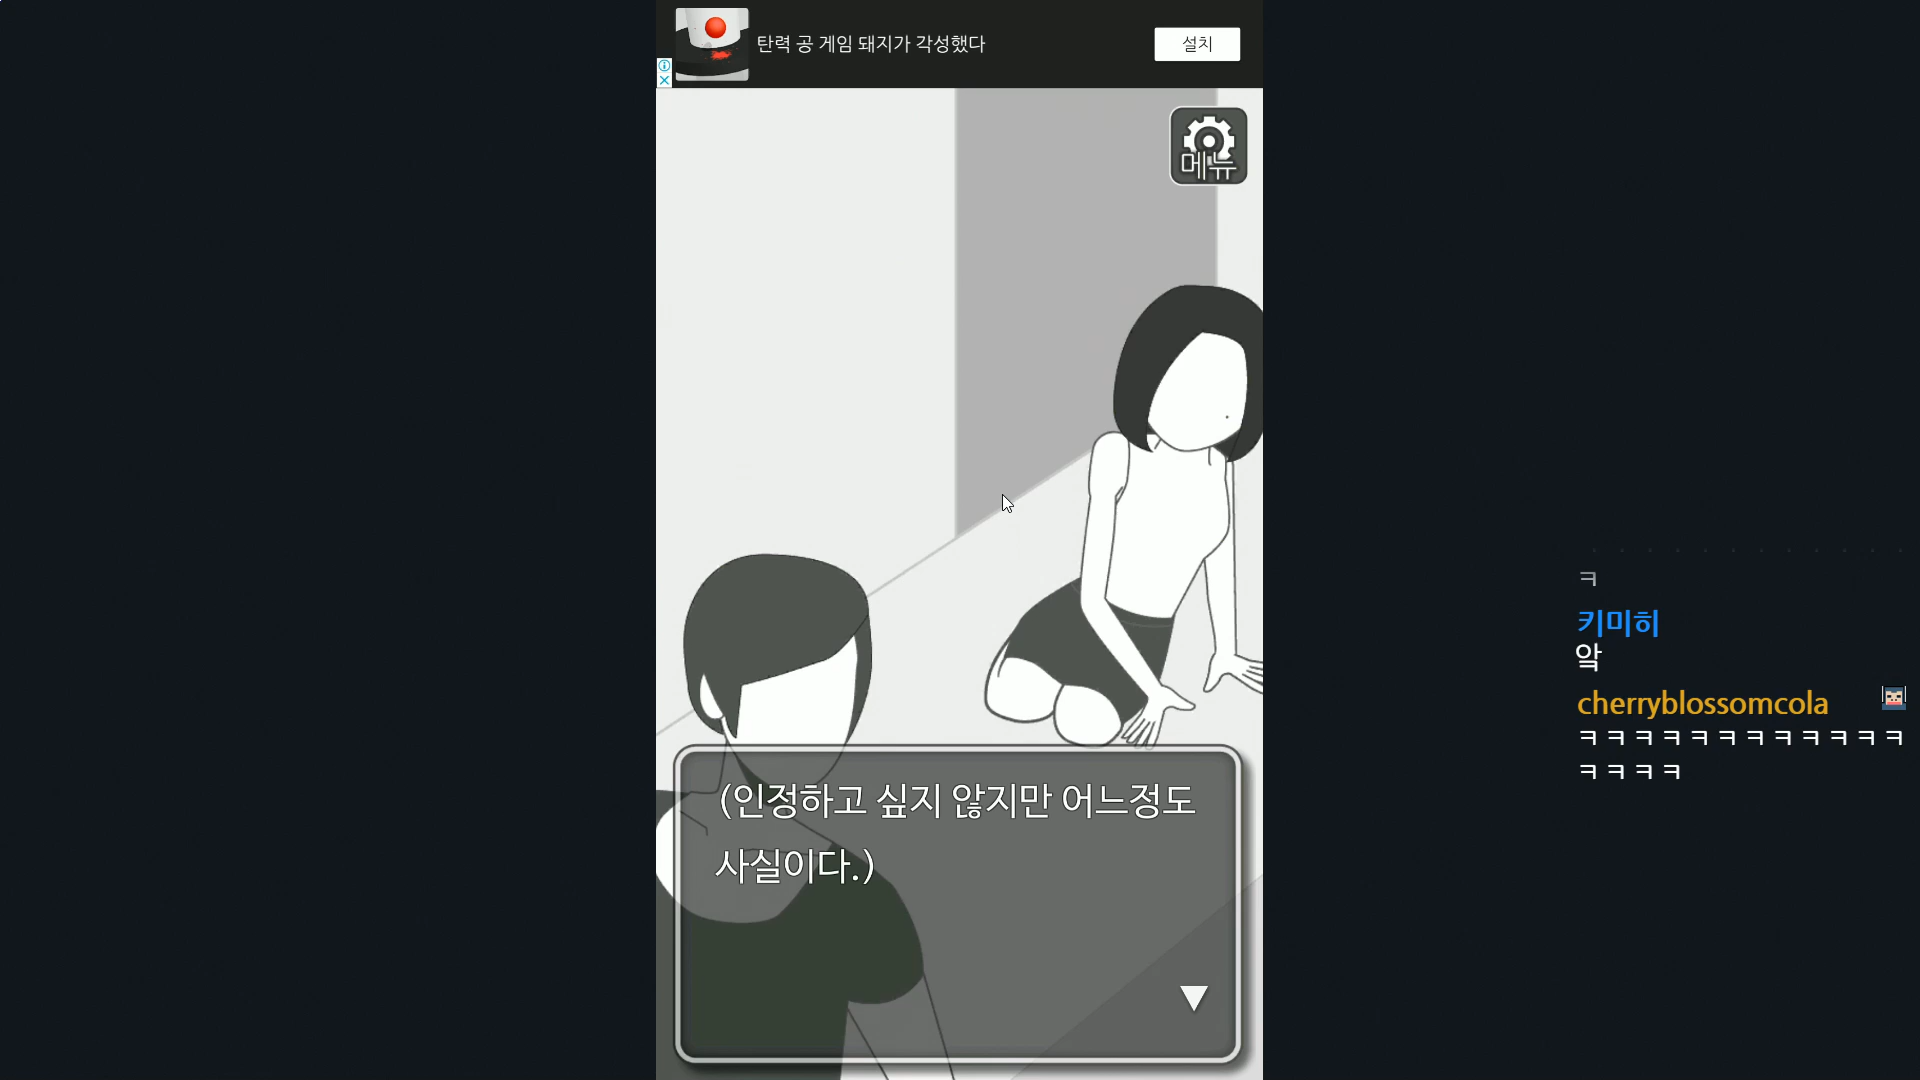 탄력 공 게임 돼지가 각성했다
설치
메뉴
(인정하고 싶지 않지만 어느정도
사실이다.)
ㅋ
키미히
앜
cherryblossomcola
ㅋㅋㅋㅋㅋㅋㅋㅋㅋㅋㅋㅋ
ㅋㅋㅋㅋ